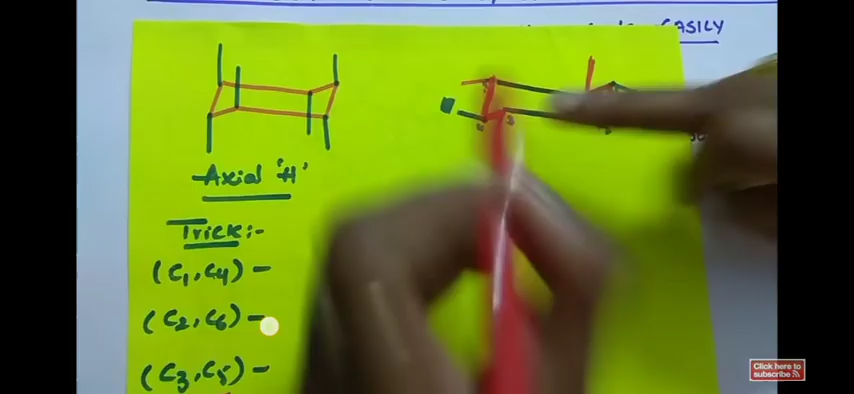 EASILY
Axial 'H'
Trick:-
(C1, C4) -
(C2, C6) -
(C3, C5) -
Click here to
subscribe